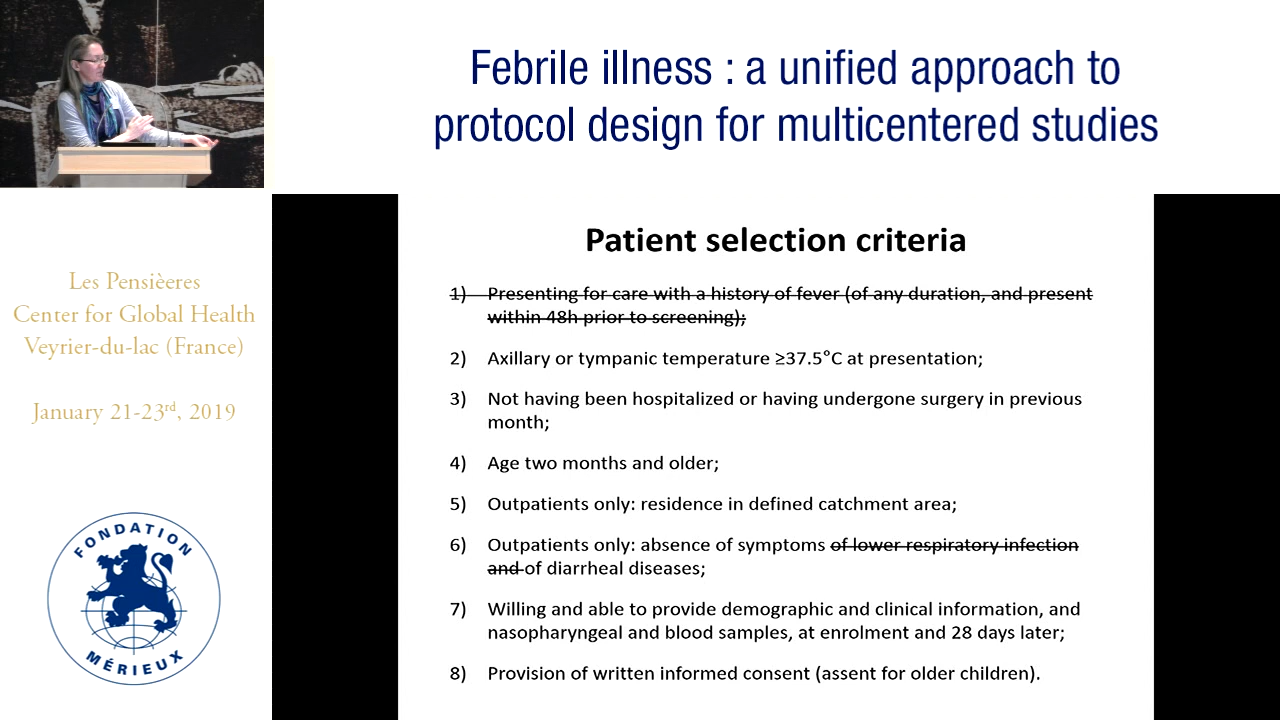 Febrile illness : a unified approach to
protocol design for multicentered studies
Les Pensièeres
Center for Global Health
Veyrier-du-lac (France)
January 21-23rd, 2019
FONDATION
MÉRIEUX
Patient selection criteria
1) Presenting for care with a history of fever (of any duration, and present
within 48h prior to screening);
2) Axillary or tympanic temperature ≥37.5°C at presentation;
3) Not having been hospitalized or having undergone surgery in previous
month;
4) Age two months and older;
5) Outpatients only: residence in defined catchment area;
6) Outpatients only: absence of symptoms of lower respiratory infection
and of diarrheal diseases;
7) Willing and able to provide demographic and clinical information, and
nasopharyngeal and blood samples, at enrolment and 28 days later;
8) Provision of written informed consent (assent for older children).